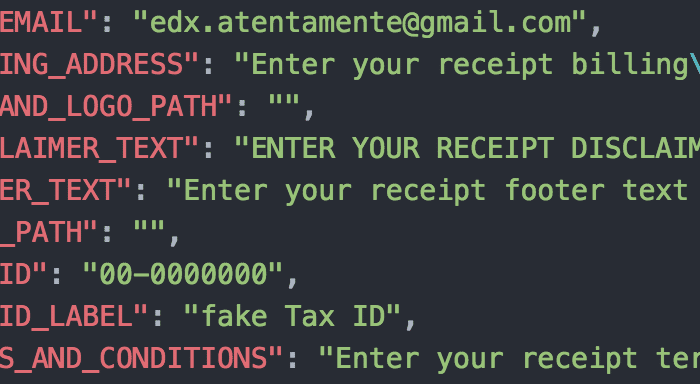 EMAIL": "edx.atentamente@gmail.com",
ING_ADDRESS": "Enter your receipt billing\
AND_LOGO_PATH": "",
LAIMER_TEXT": "ENTER YOUR RECEIPT DISCLAIM
ER_TEXT": "Enter your receipt footer text
_PATH": "",
ID": "00-0000000",
ID_LABEL": "fake Tax ID",
S_AND_CONDITIONS": "Enter your receipt ter